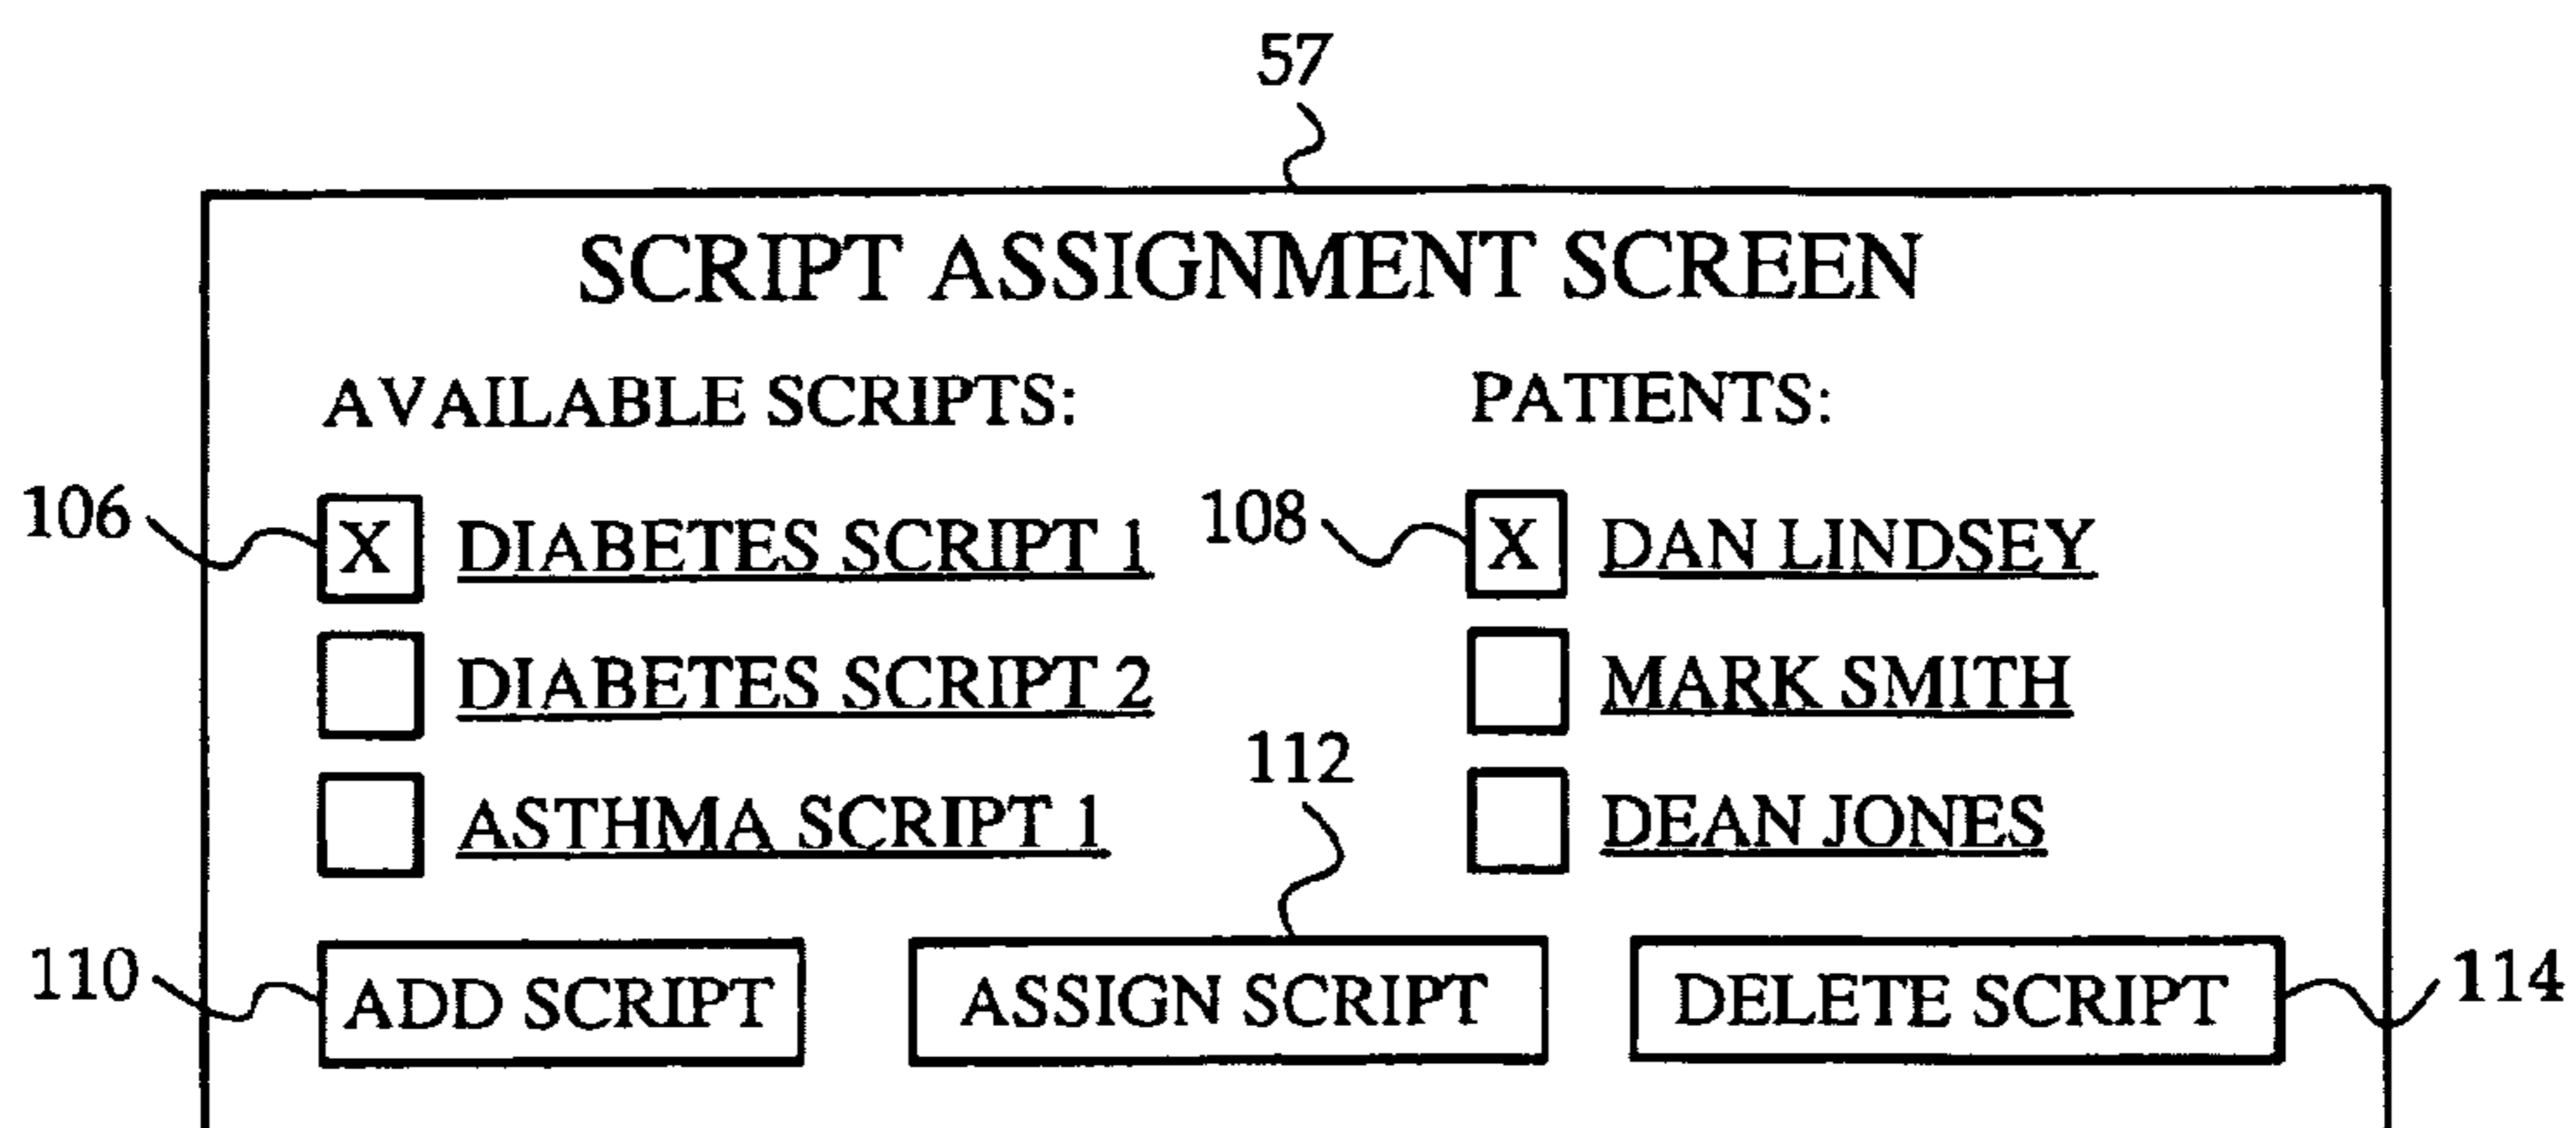 57
SCRIPT ASSIGNMENT SCREEN
AVAILABLE SCRIPTS: PATIENTS:
106 X DIABETES SCRIPT 1 108 X DAN LINDSEY
DIABETES SCRIPT 2 MARK SMITH
112
ASTHMA SCRIPT 1 DEAN JONES
110 ADD SCRIPT ASSIGN SCRIPT DELETE SCRIPT 114